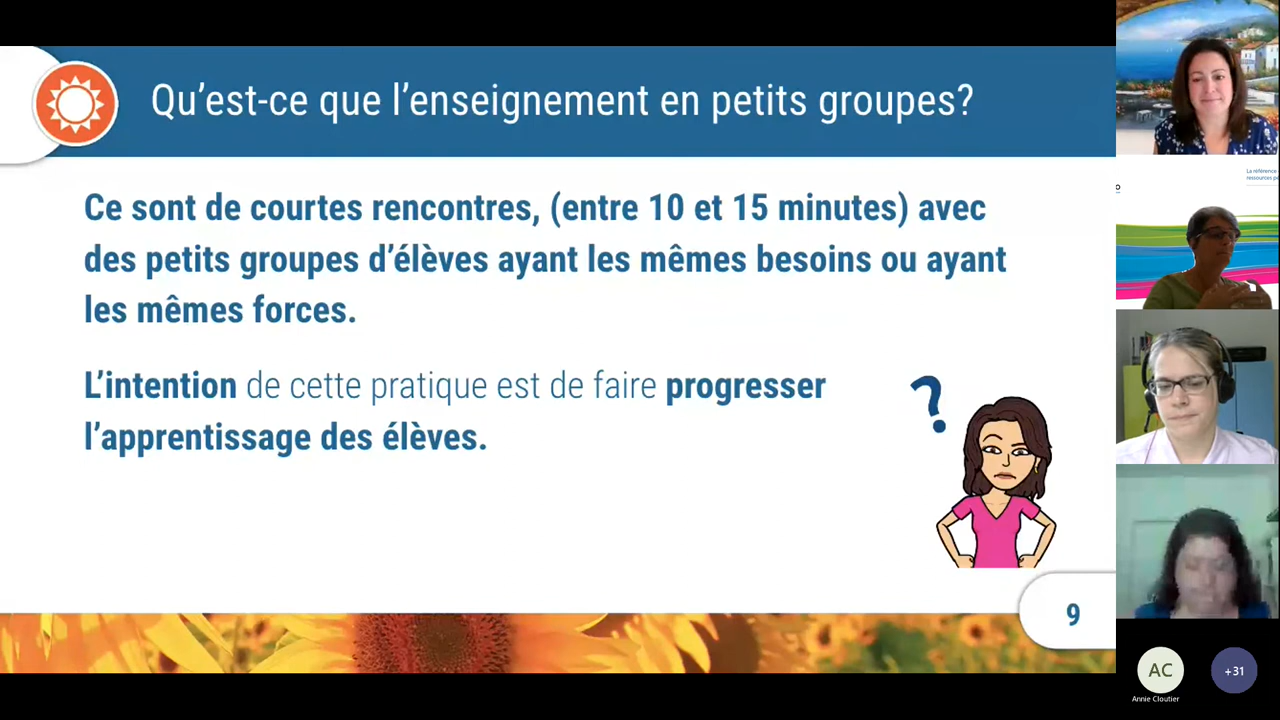 Qu’est-ce que l’enseignement en petits groupes?
Ce sont de courtes rencontres, (entre 10 et 15 minutes) avec
des petits groupes d’élèves ayant les mêmes besoins ou ayant
les mêmes forces.
L’intention de cette pratique est de faire progresser
l’apprentissage des élèves.
?
9
La référence
AC
+31
Annie Cloutier